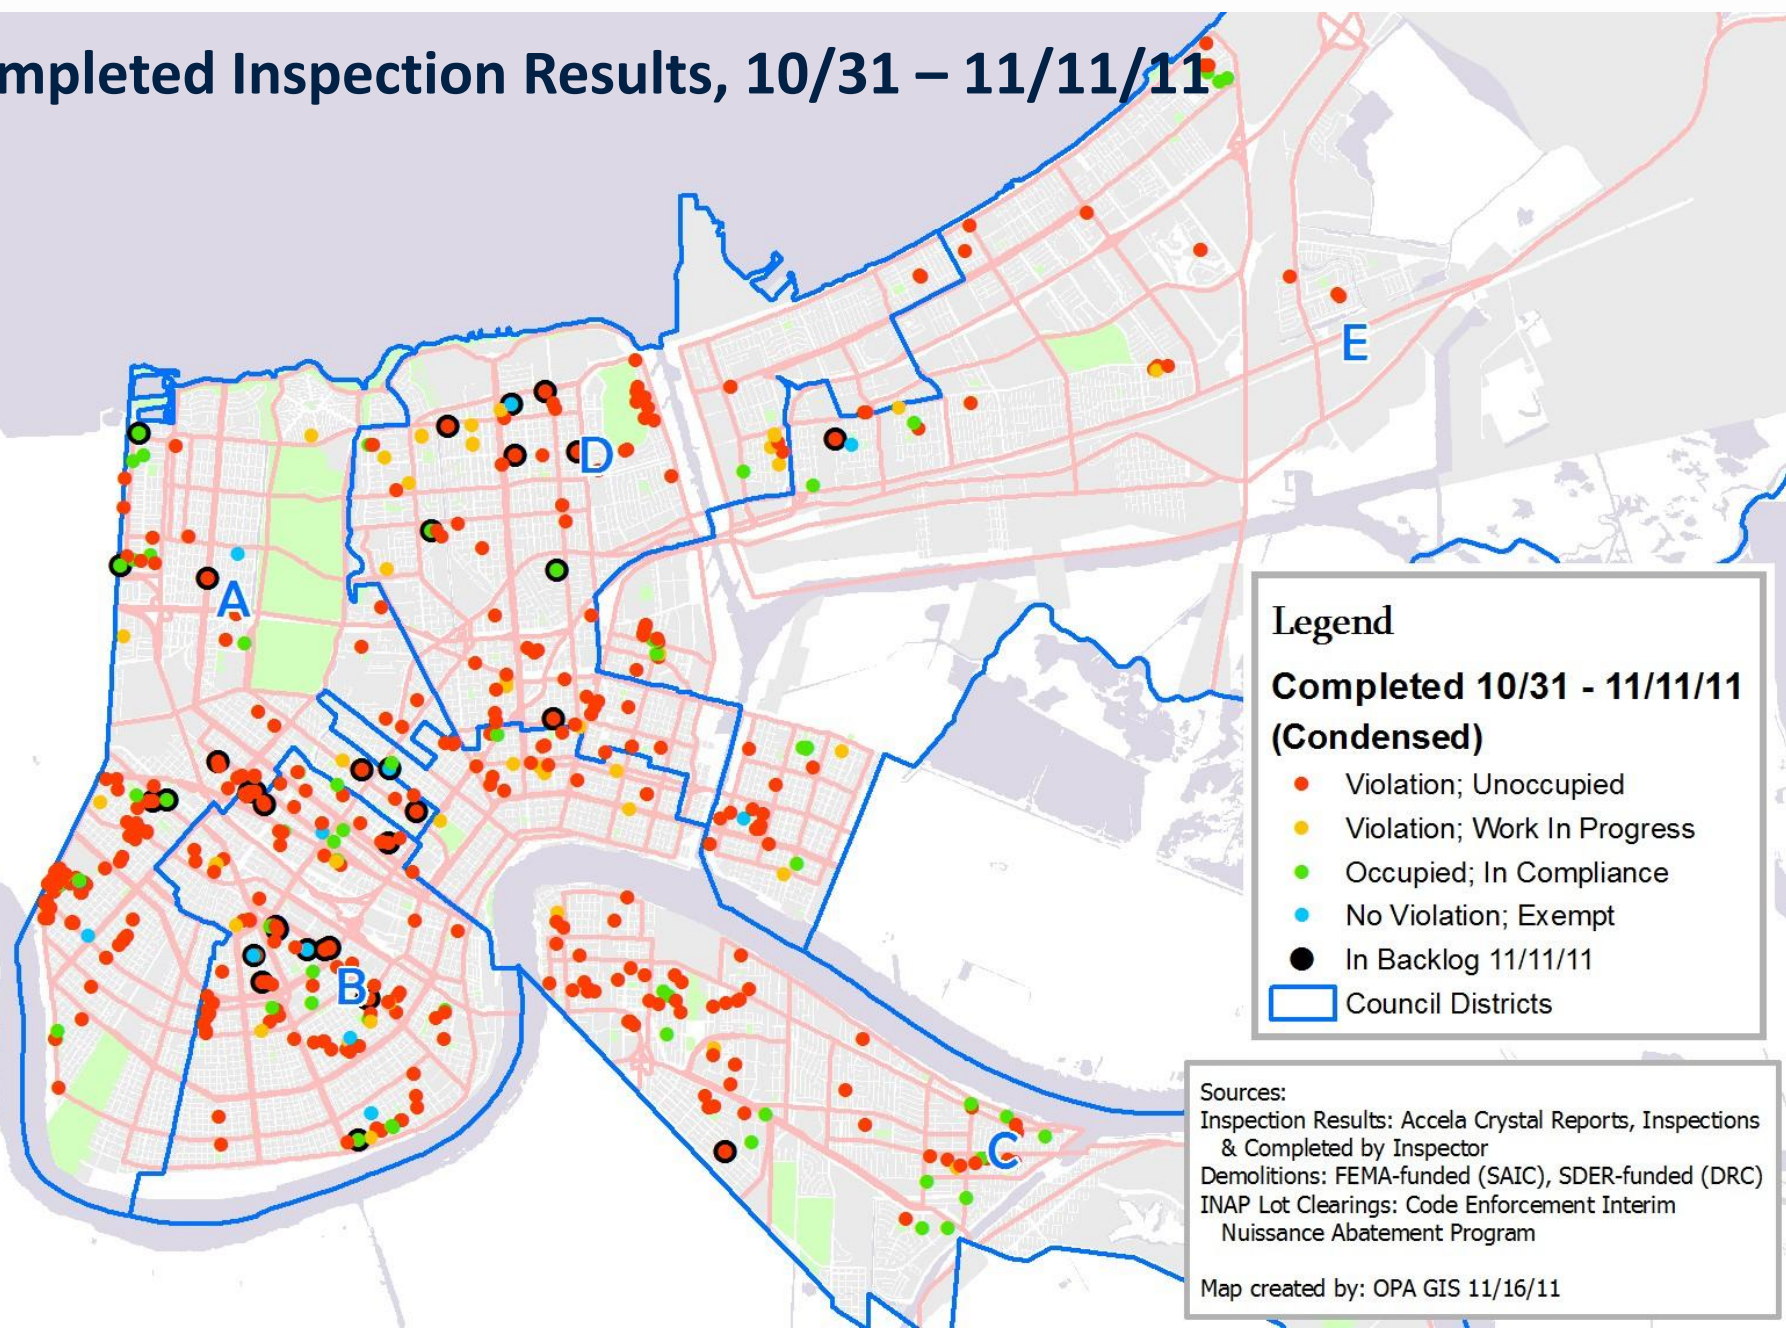 mpleted Inspection Results, 10/31 – 11/11/11
E
D
A
B
C
Legend
Completed 10/31 - 11/11/11
(Condensed)
Violation; Unoccupied
Violation; Work In Progress
Occupied; In Compliance
No Violation; Exempt
In Backlog 11/11/11
Council Districts
Sources:
Inspection Results: Accela Crystal Reports, Inspections
& Completed by Inspector
Demolitions: FEMA-funded (SAIC), SDER-funded (DRC)
INAP Lot Clearings: Code Enforcement Interim
Nuissance Abatement Program
Map created by: OPA GIS 11/16/11